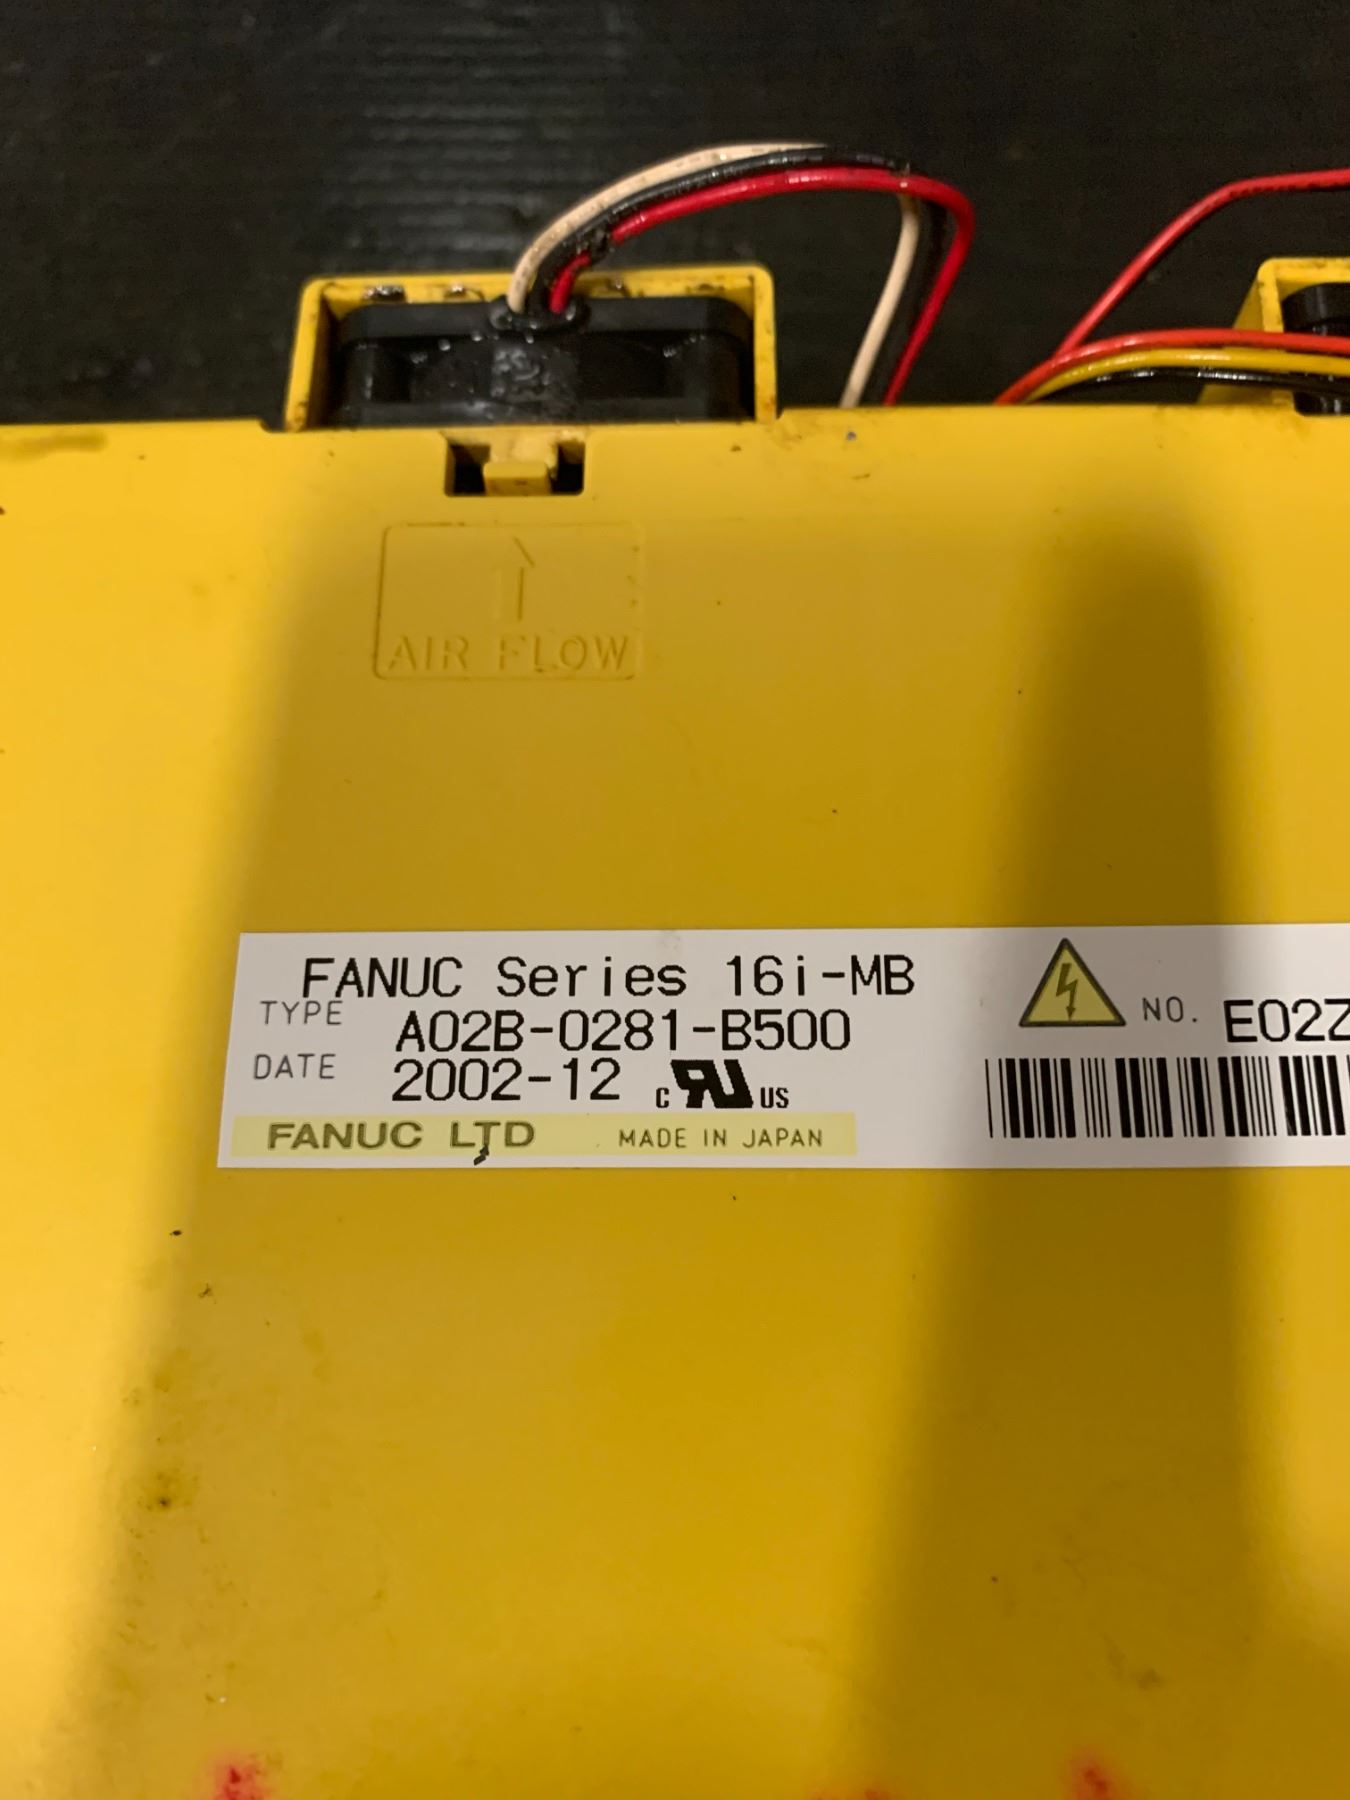 AIR FLOW
FANUC Series 16i-MB
TYPE A02B-0281-B500
DATE 2002-12 c UL US
FANUC LTD MADE IN JAPAN
NO. E02Z